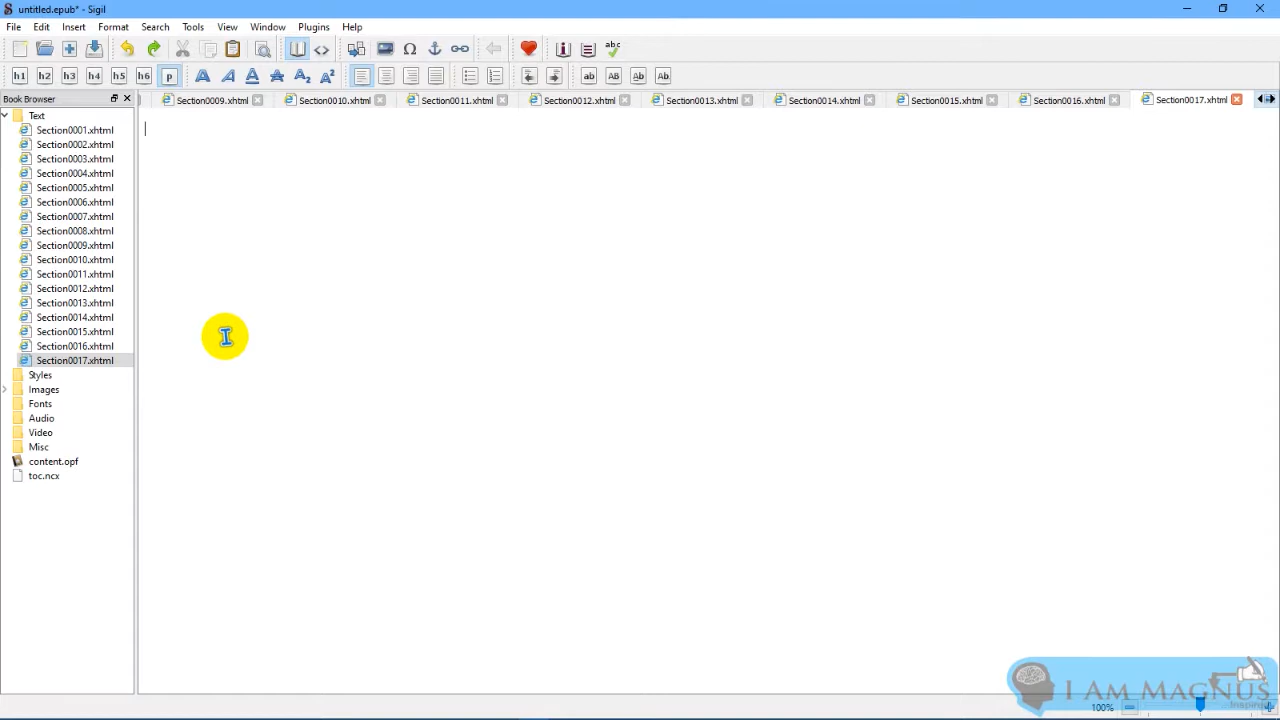 untitled.epub* - Sigil
File Edit Insert Format Search Tools View Window Plugins Help
abc
h1 h2 h3 h4 h5 h6 p A A A A A2 A2 ab AB Ab Ab
Book Browser
Section0009.xhtml Section0010.xhtml Section0011.xhtml Section0012.xhtml Section0013.xhtml Section0014.xhtml Section0015.xhtml Section0016.xhtml Section0017.xhtml
Text
Section0001.xhtml
Section0002.xhtml
Section0003.xhtml
Section0004.xhtml
Section0005.xhtml
Section0006.xhtml
Section0007.xhtml
Section0008.xhtml
Section0009.xhtml
Section0010.xhtml
Section0011.xhtml
Section0012.xhtml
Section0013.xhtml
Section0014.xhtml
Section0015.xhtml
Section0016.xhtml
Section0017.xhtml
Styles
Images
Fonts
Audio
Video
Misc
content.opf
toc.ncx
I AM MAGNUS
100%